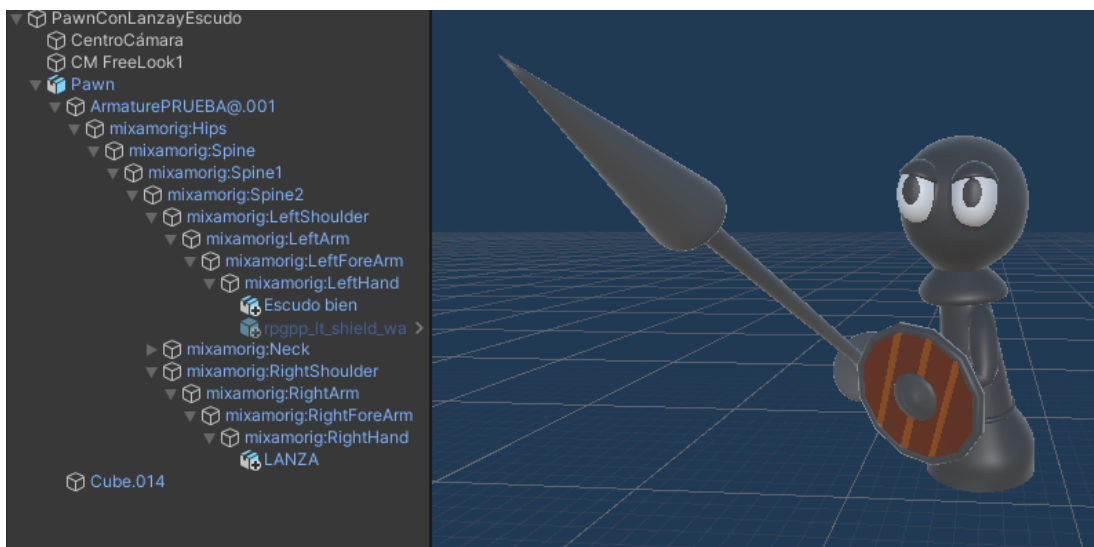 PawnConLanzayEscudo
CentroCámara
CM FreeLook1
Pawn
ArmaturePRUEBA@.001
mixamorig:Hips
mixamorig:Spine
mixamorig:Spine1
mixamorig:Spine2
mixamorig:LeftShoulder
mixamorig:LeftArm
mixamorig:LeftForeArm
mixamorig:LeftHand
Escudo bien
rpgpp_lt_shield_wa
mixamorig:Neck
mixamorig:RightShoulder
mixamorig:RightArm
mixamorig:RightForeArm
mixamorig:RightHand
LANZA
Cube.014